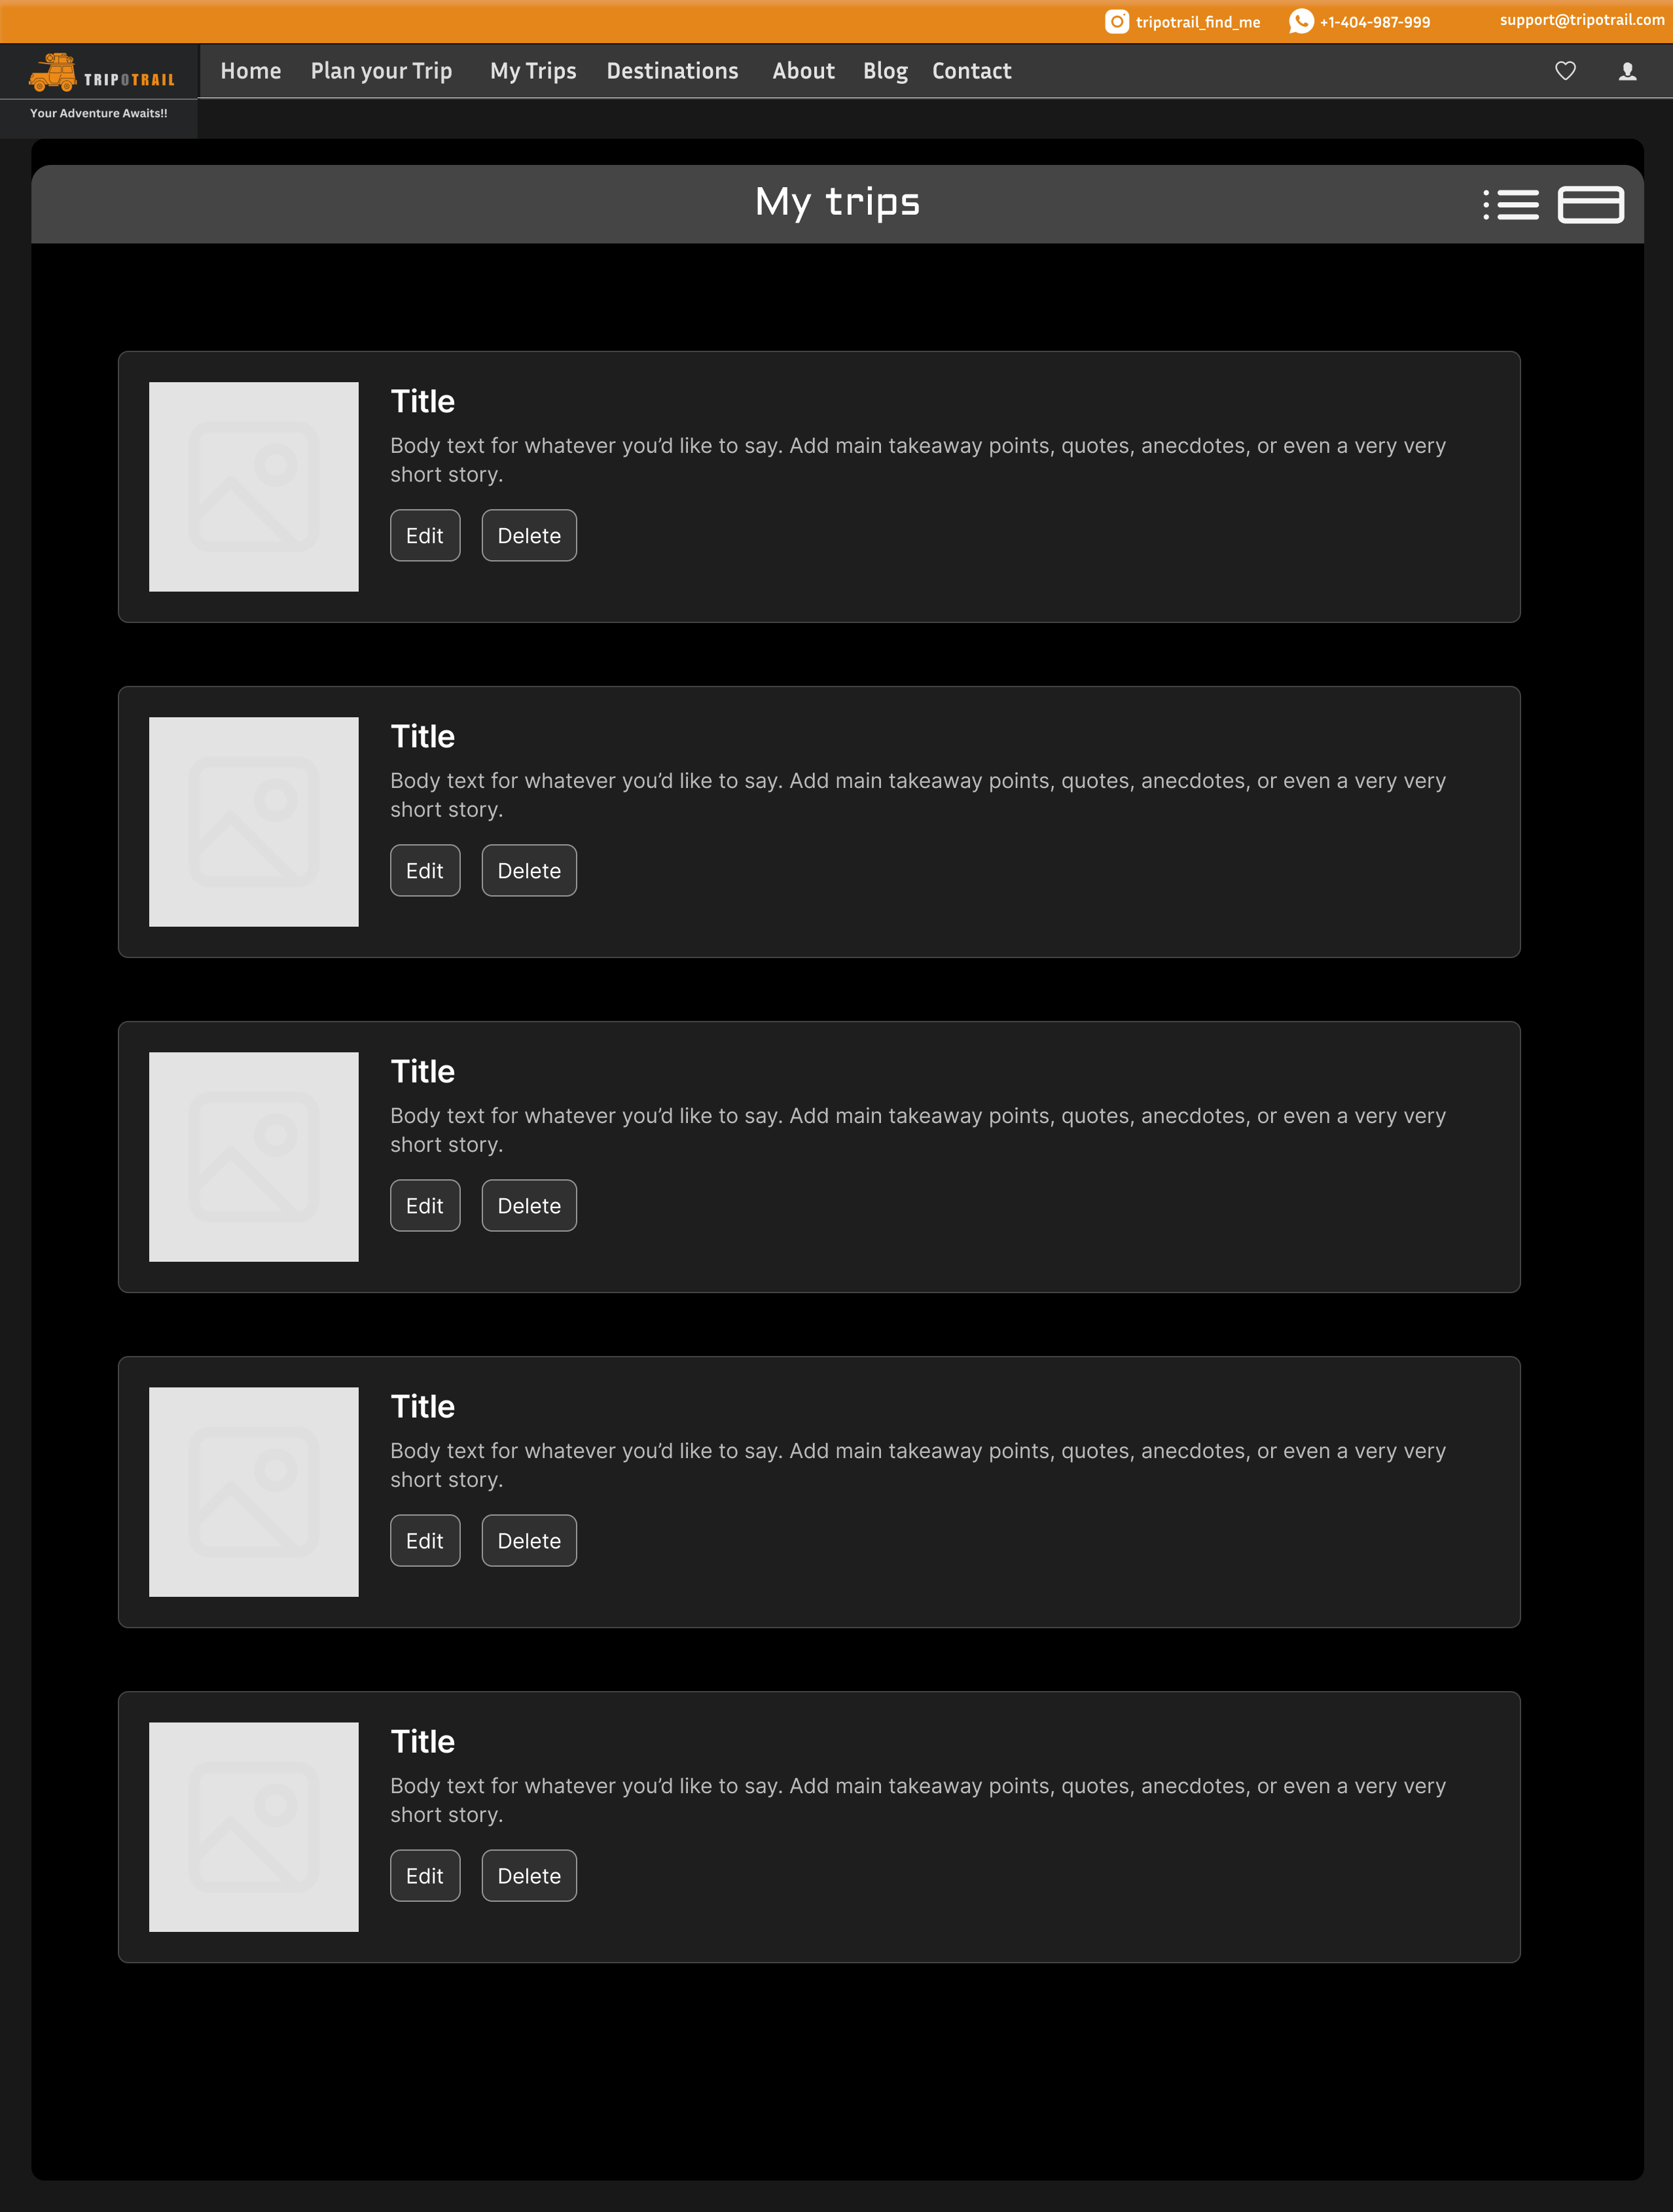 tripotrail_find_me
+1-404-987-999
support@tripotrail.com
TRIPOTRAIL
Home
Plan your Trip
My Trips
Destinations
About
Blog
Contact
Your Adventure Awaits!!
My trips
Title
Body text for whatever you’d like to say. Add main takeaway points, quotes, anecdotes, or even a very very
short story.
Edit
Delete
Title
Body text for whatever you’d like to say. Add main takeaway points, quotes, anecdotes, or even a very very
short story.
Edit
Delete
Title
Body text for whatever you’d like to say. Add main takeaway points, quotes, anecdotes, or even a very very
short story.
Edit
Delete
Title
Body text for whatever you’d like to say. Add main takeaway points, quotes, anecdotes, or even a very very
short story.
Edit
Delete
Title
Body text for whatever you’d like to say. Add main takeaway points, quotes, anecdotes, or even a very very
short story.
Edit
Delete